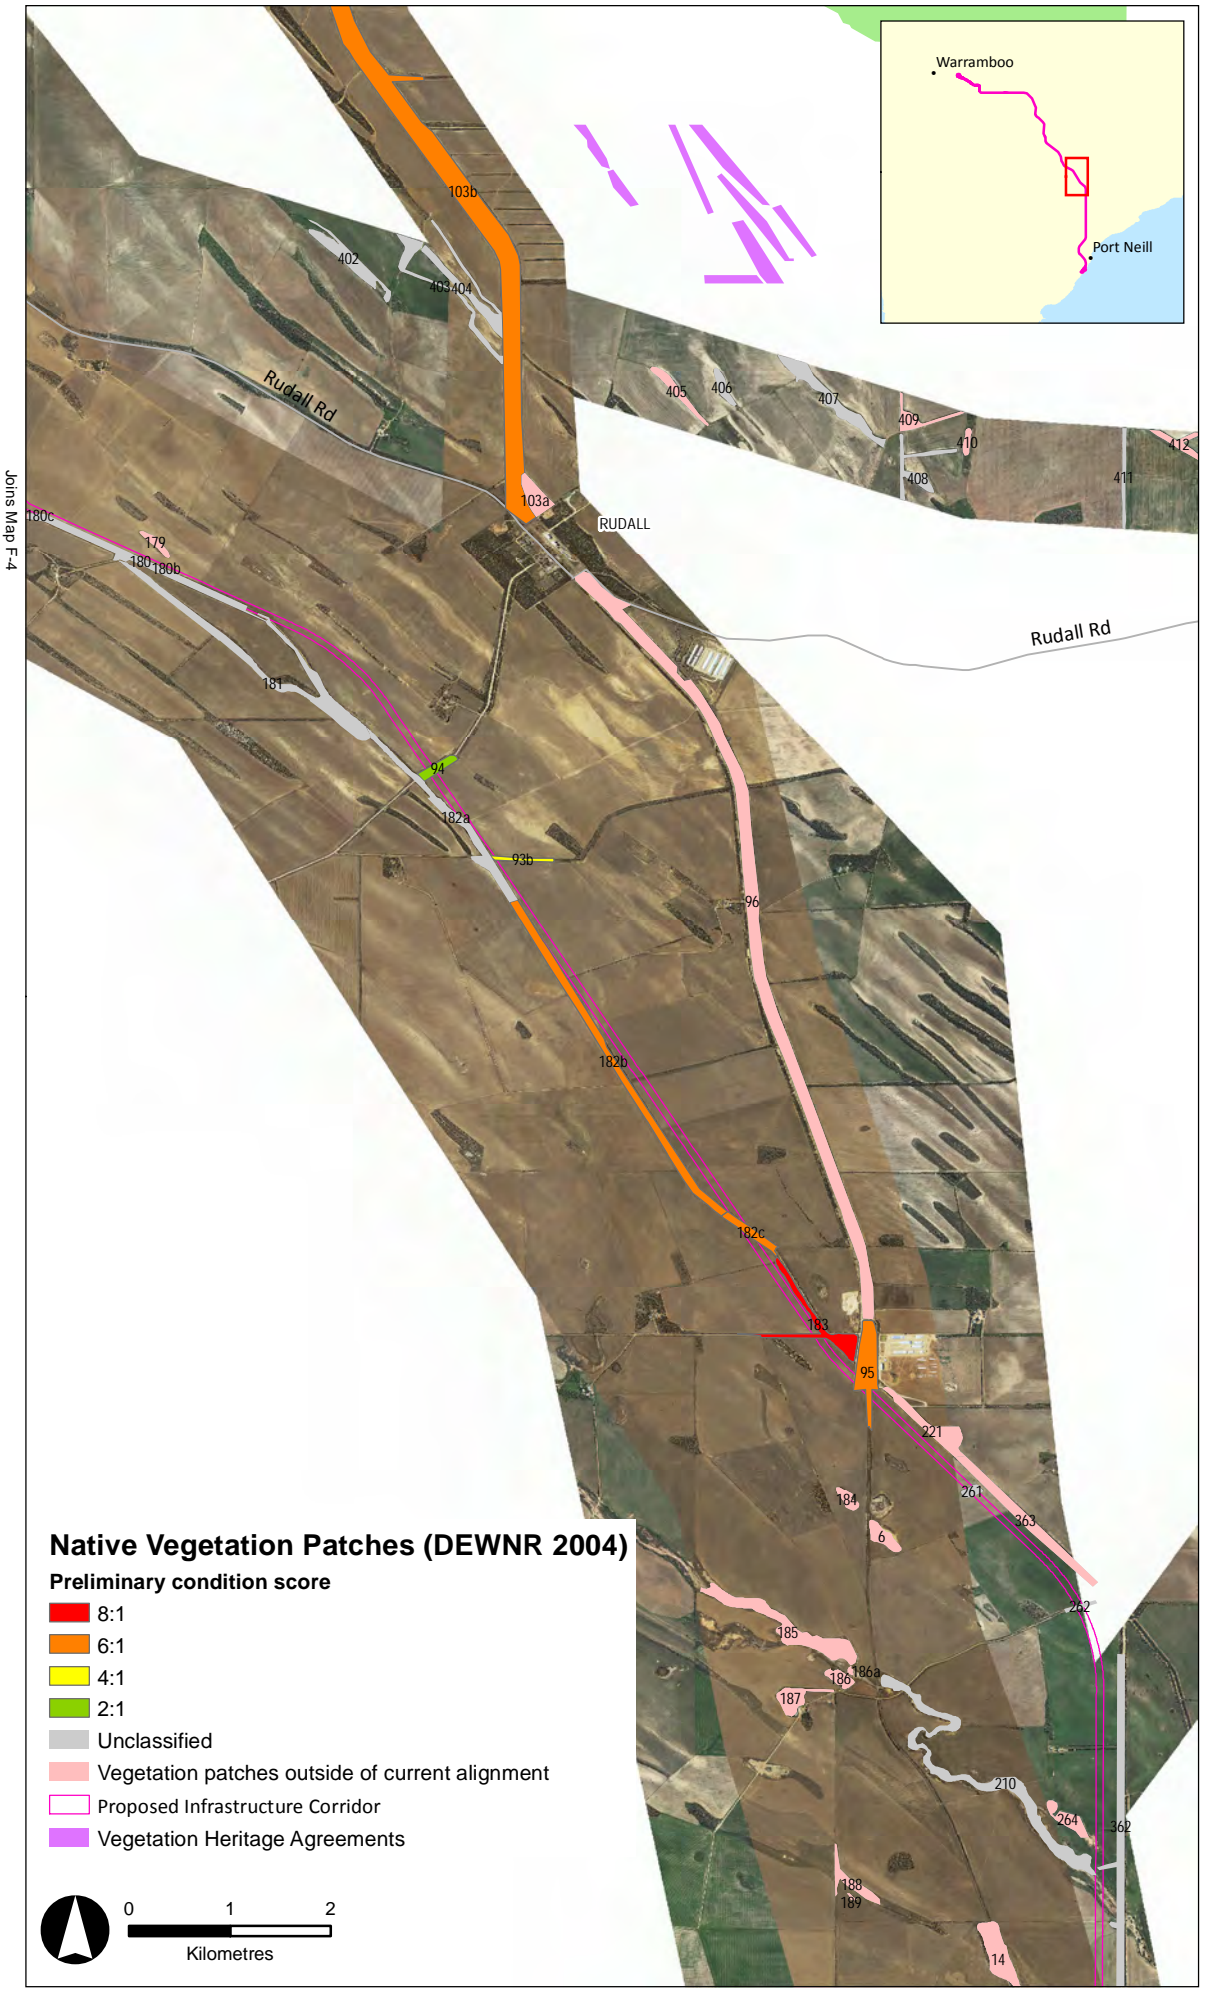 Warramboo
Port Neill
103b
402
403
404
Rudall Rd
405
406
407
409
410
408
411
412
103a
RUDALL
Joins Map F-4
180c
179
180
180b
Rudall Rd
181
94
182a
93b
96
182b
182c
183
95
221
261
363
184
6
262
185
186a
186
187
210
264
362
188
189
14
Native Vegetation Patches (DEWNR 2004)
Preliminary condition score
8:1
6:1
4:1
2:1
Unclassified
Vegetation patches outside of current alignment
Proposed Infrastructure Corridor
Vegetation Heritage Agreements
0 1 2
Kilometres